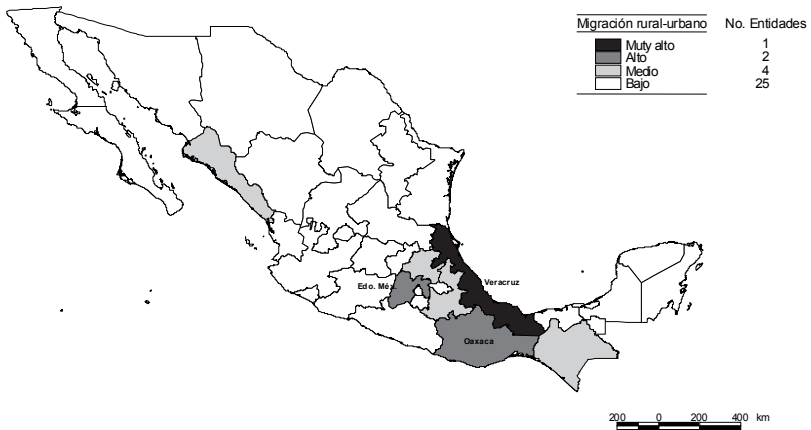 Migración rural-urbano No. Entidades
Muty alto 1
Alto 2
Medio 4
Bajo 25
Edo. Méx.
Veracruz
Oaxaca
200 0 200 400 km